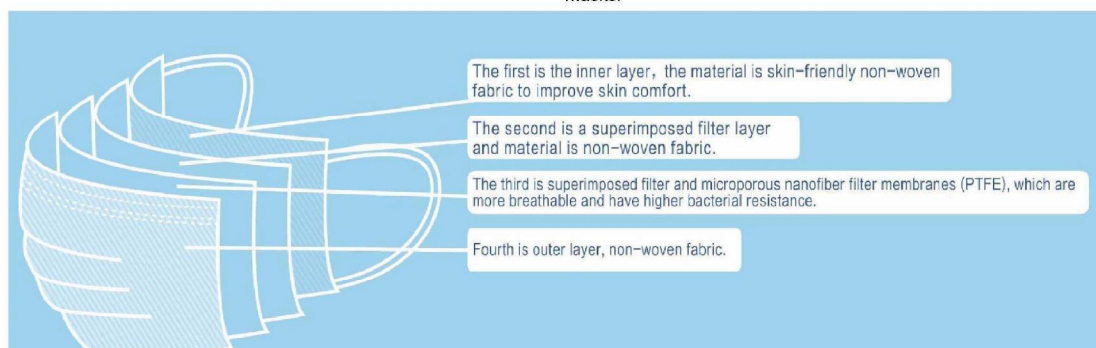 The first is the inner layer, the material is skin-friendly non-woven
fabric to improve skin comfort.
The second is a superimposed filter layer
and material is non-woven fabric.
The third is superimposed filter and microporous nanofiber filter membranes (PTFE), which are
more breathable and have higher bacterial resistance.
Fourth is outer layer, non-woven fabric.